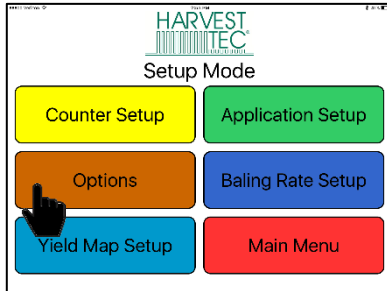 HARVEST
TEC
Setup Mode
Counter Setup
Application Setup
Options
Baling Rate Setup
Yield Map Setup
Main Menu